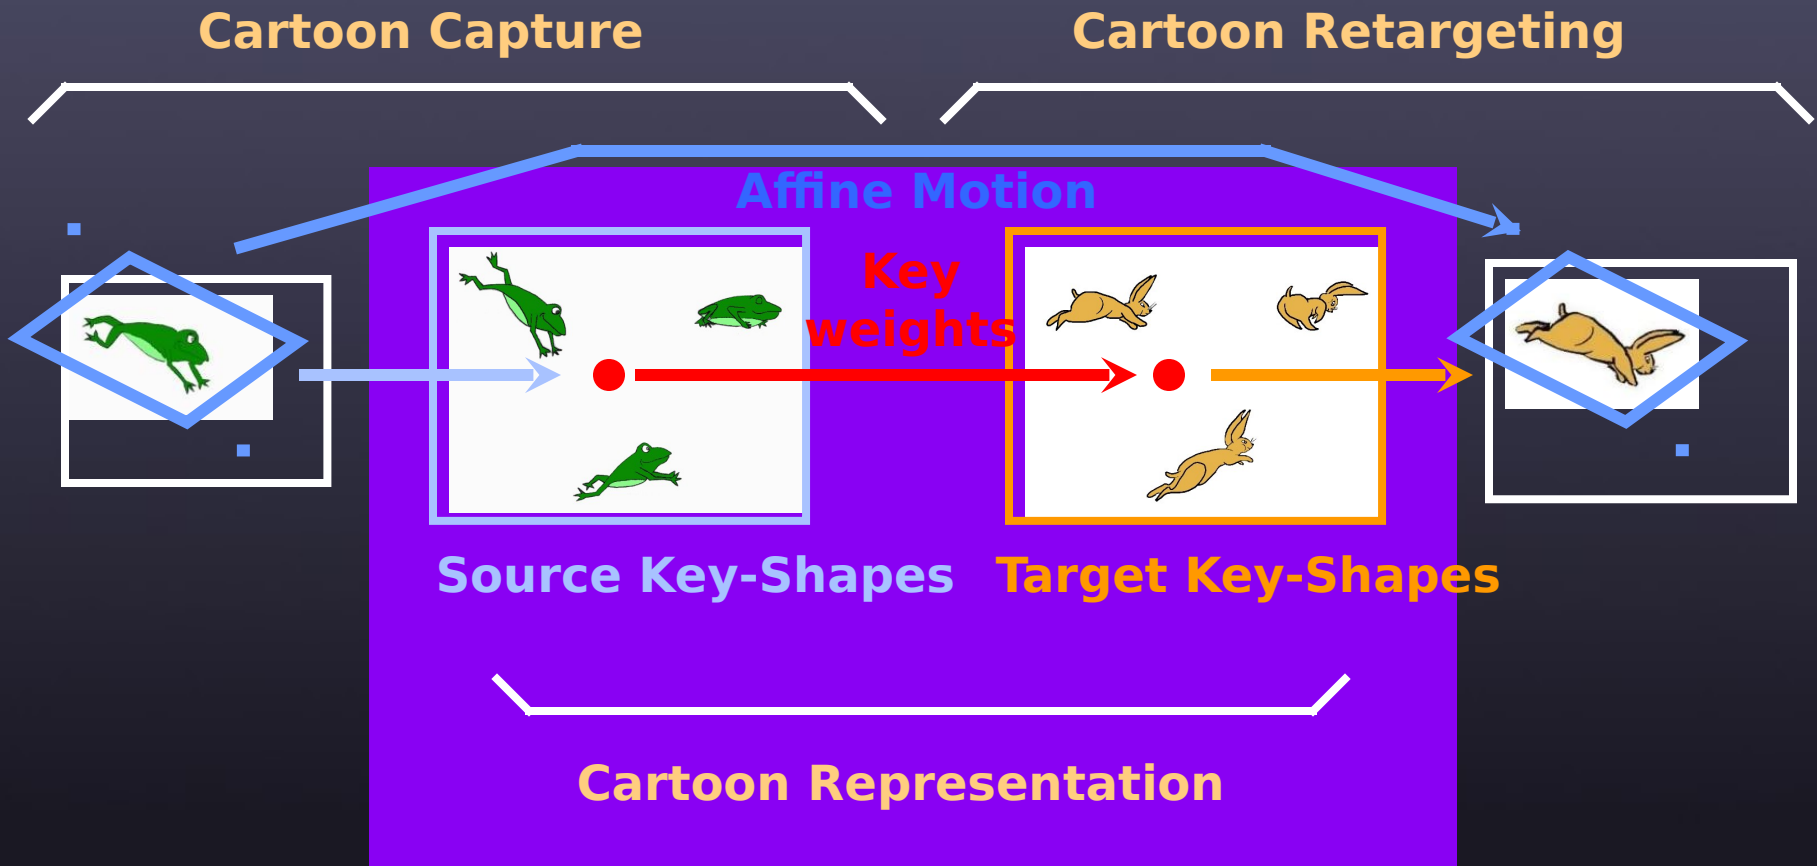 Cartoon Capture
Cartoon Retargeting
Affine Motion
Key
weights
Source Key-Shapes
Target Key-Shapes
Cartoon Representation